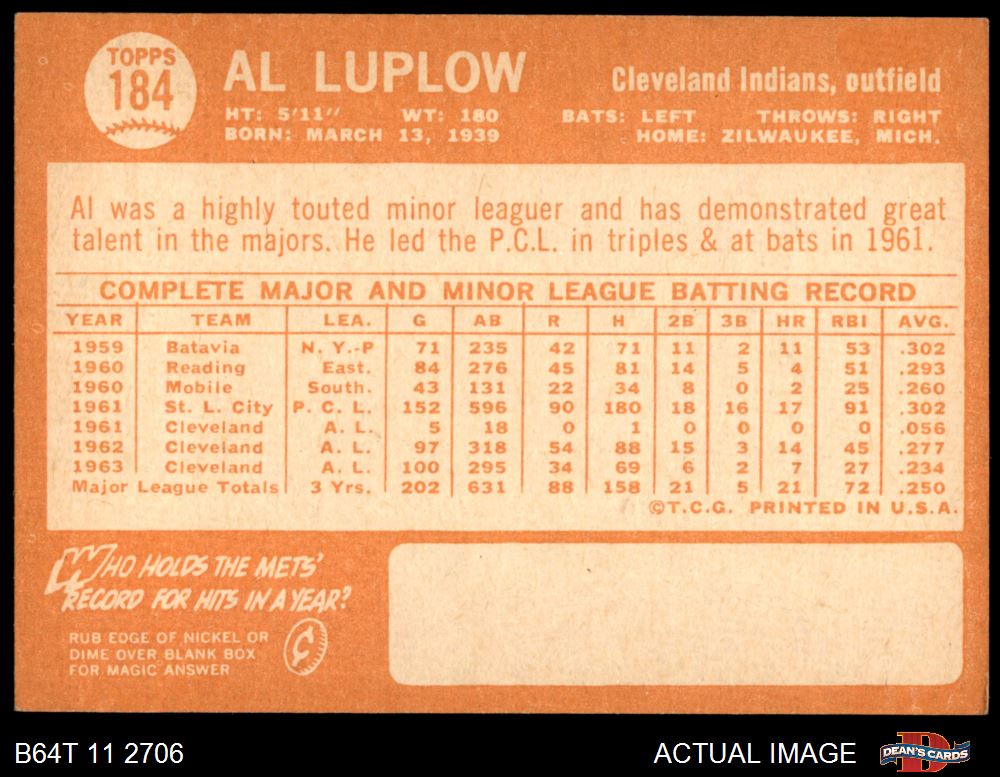 TOPPS
184
AL LUPLOW
Cleveland Indians, outfield
HT: 5'11" WT: 180 BATS: LEFT THROWS: RIGHT
BORN: MARCH 13, 1939 HOME: ZILWAUKEE, MICH.
Al was a highly touted minor leaguer and has demonstrated great
talent in the majors. He led the P.C.L. in triples & at bats in 1961.
COMPLETE MAJOR AND MINOR LEAGUE BATTING RECORD
YEAR TEAM LEA. G AB R H 2B 3B HR RBI AVG.
1959 Batavia N. Y.-P 71 235 42 71 11 2 11 53 .302
1960 Reading East. 84 276 45 81 14 5 4 51 .293
1960 Mobile South. 43 131 22 34 8 0 2 25 .260
1961 St. L. City P. C. L. 152 596 90 180 18 16 17 91 .302
1961 Cleveland A. L. 5 18 0 1 0 0 0 0 .056
1962 Cleveland A. L. 97 318 54 88 15 3 14 45 .277
1963 Cleveland A. L. 100 295 34 69 6 2 7 27 .234
Major League Totals 3 Yrs. 202 631 88 158 21 5 21 72 .250
©T.C.G. PRINTED IN U.S.A.
WHO HOLDS THE METS'
RECORD FOR HITS IN A YEAR?
RUB EDGE OF NICKEL OR
DIME OVER BLANK BOX
FOR MAGIC ANSWER
¢
B64T 11 2706
ACTUAL IMAGE
D
DEAN'S CARDS